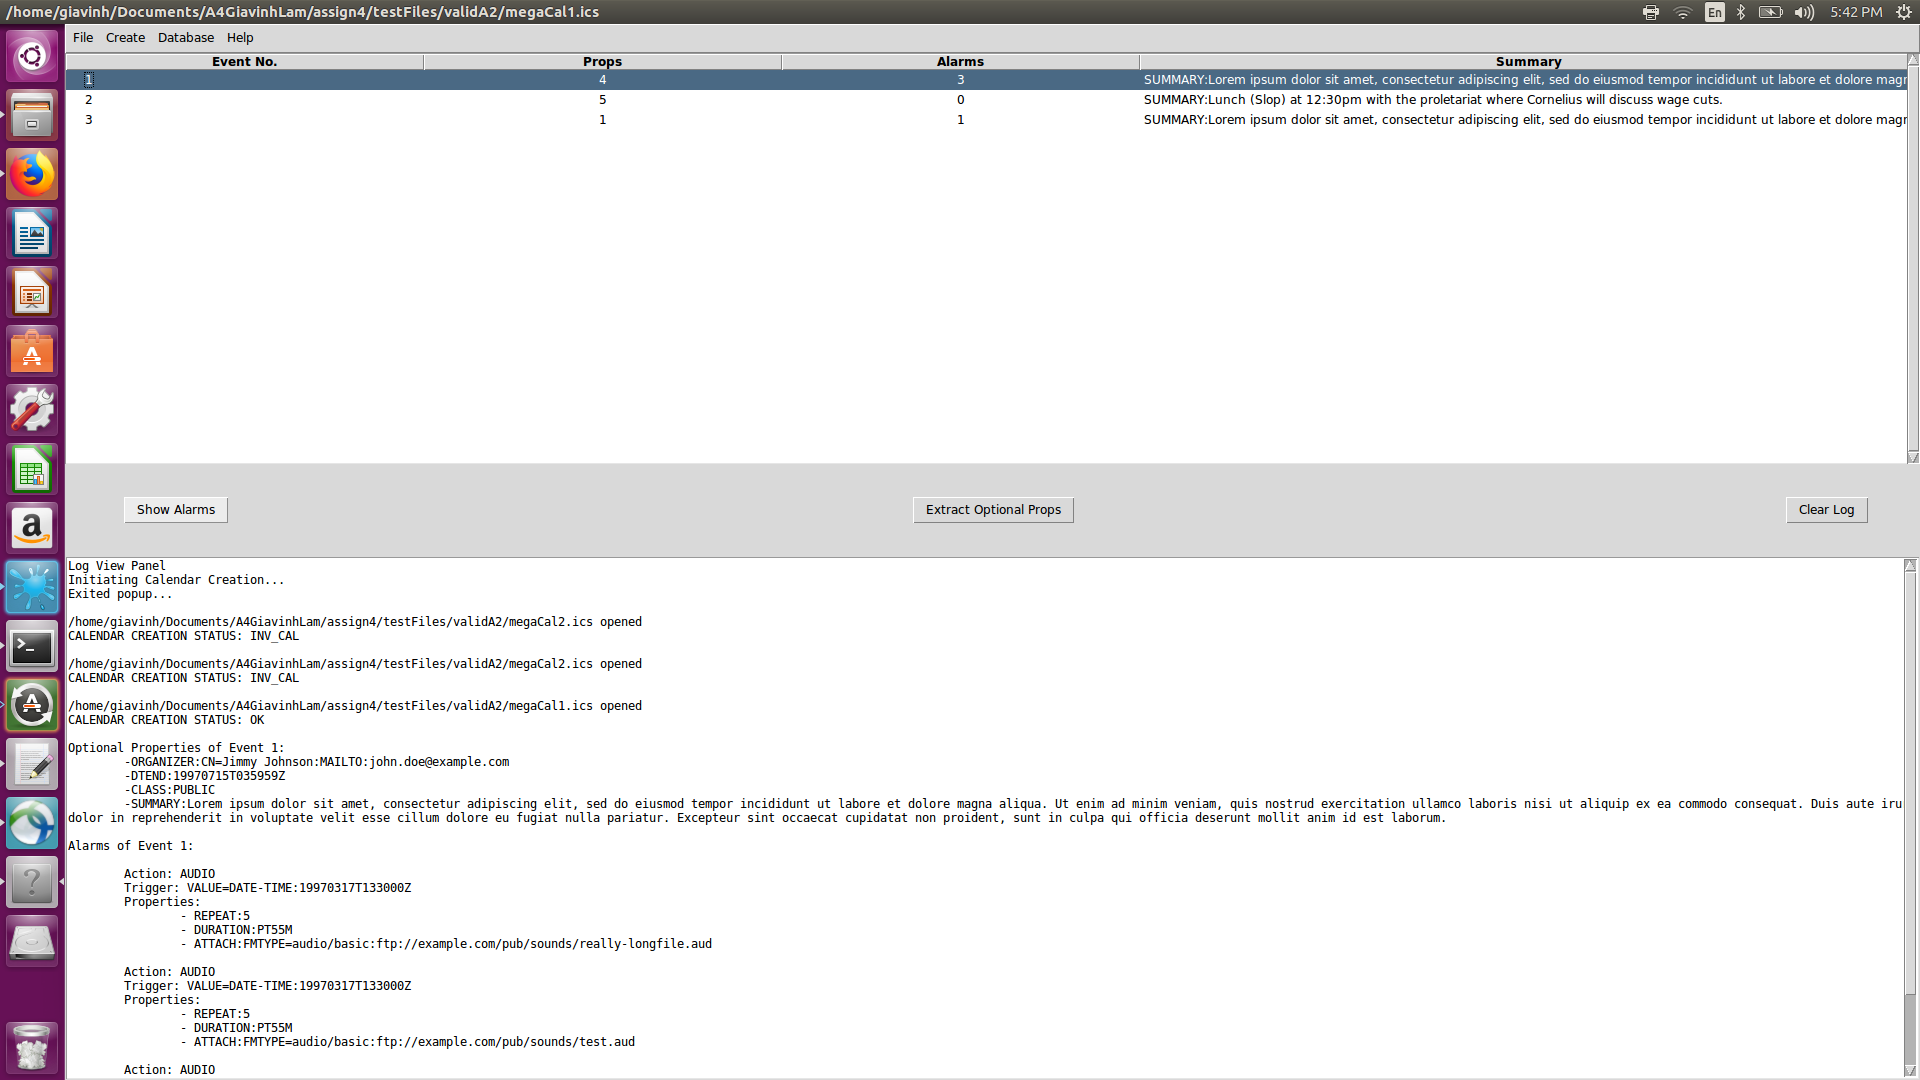 /home/giavinh/Documents/A4GiavinhLam/assign4/testFiles/validA2/megaCal1.ics
En
5:42 PM
File Create Database Help
Event No. Props Alarms Summary
1 4 3 SUMMARY:Lorem ipsum dolor sit amet, consectetur adipiscing elit, sed do eiusmod tempor incididunt ut labore et dolore magr
2 5 0 SUMMARY:Lunch (Slop) at 12:30pm with the proletariat where Cornelius will discuss wage cuts.
3 1 1 SUMMARY:Lorem ipsum dolor sit amet, consectetur adipiscing elit, sed do eiusmod tempor incididunt ut labore et dolore magr
Show Alarms Extract Optional Props Clear Log
Log View Panel
Initiating Calendar Creation...
Exited popup...
/home/giavinh/Documents/A4GiavinhLam/assign4/testFiles/validA2/megaCal2.ics opened
CALENDAR CREATION STATUS: INV_CAL
/home/giavinh/Documents/A4GiavinhLam/assign4/testFiles/validA2/megaCal2.ics opened
CALENDAR CREATION STATUS: INV_CAL
/home/giavinh/Documents/A4GiavinhLam/assign4/testFiles/validA2/megaCal1.ics opened
CALENDAR CREATION STATUS: OK
Optional Properties of Event 1:
-ORGANIZER:CN=Jimmy Johnson:MAILTO:john.doe@example.com
-DTEND:19970715T035959Z
-CLASS:PUBLIC
-SUMMARY:Lorem ipsum dolor sit amet, consectetur adipiscing elit, sed do eiusmod tempor incididunt ut labore et dolore magna aliqua. Ut enim ad minim veniam, quis nostrud exercitation ullamco laboris nisi ut aliquip ex ea commodo consequat. Duis aute iru
dolor in reprehenderit in voluptate velit esse cillum dolore eu fugiat nulla pariatur. Excepteur sint occaecat cupidatat non proident, sunt in culpa qui officia deserunt mollit anim id est laborum.
Alarms of Event 1:
Action: AUDIO
Trigger: VALUE=DATE-TIME:19970317T133000Z
Properties:
- REPEAT:5
- DURATION:PT55M
- ATTACH:FMTYPE=audio/basic:ftp://example.com/pub/sounds/really-longfile.aud
Action: AUDIO
Trigger: VALUE=DATE-TIME:19970317T133000Z
Properties:
- REPEAT:5
- DURATION:PT55M
- ATTACH:FMTYPE=audio/basic:ftp://example.com/pub/sounds/test.aud
Action: AUDIO